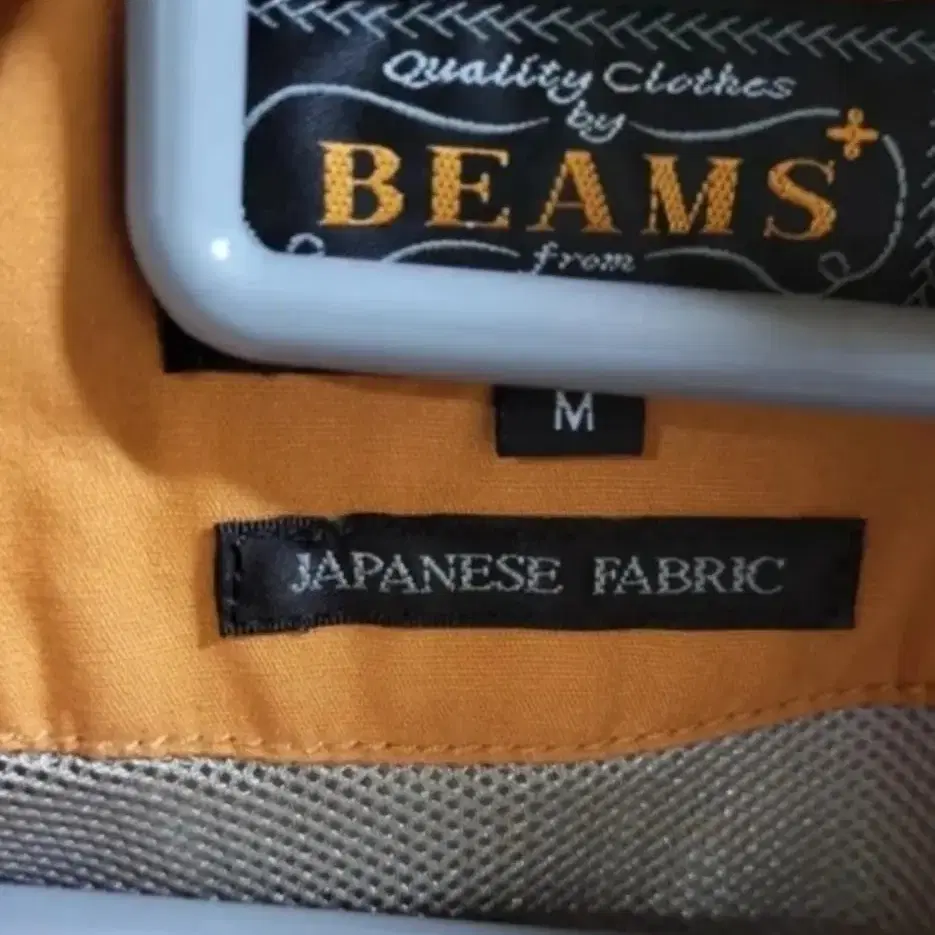 Quality Clothes
by
BEAMS+
from
M
JAPANESE FABRIC